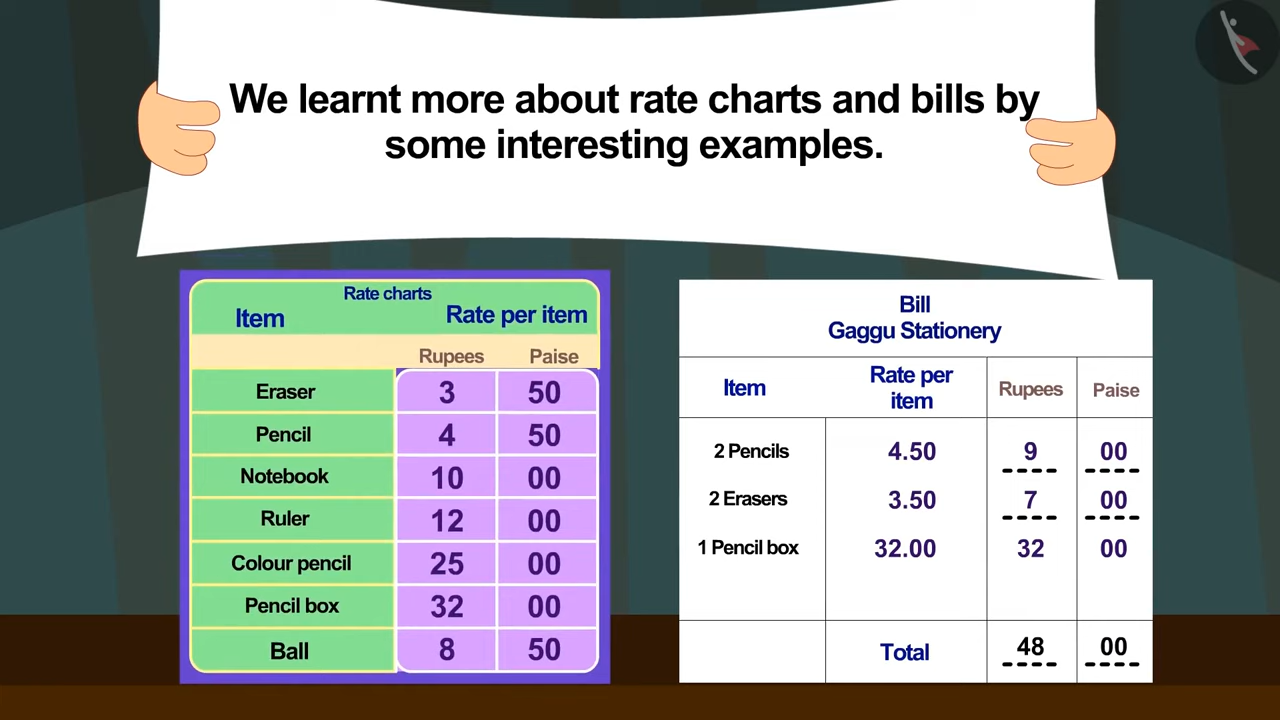 We learnt more about rate charts and bills by
some interesting examples.
Rate charts
Item Rate per item
Rupees Paise
Eraser 3 50
Pencil 4 50
Notebook 10 00
Ruler 12 00
Colour pencil 25 00
Pencil box 32 00
Ball 8 50
Bill
Gaggu Stationery
Item Rate per item Rupees Paise
2 Pencils 4.50 9 00
2 Erasers 3.50 7 00
1 Pencil box 32.00 32 00
Total 48 00